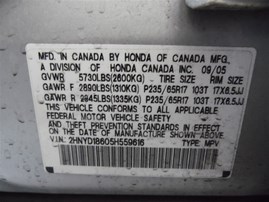 MFD. IN CANADA BY HONDA OF CANADA MFG.,
A DIVISION OF HONDA CANADA INC. 09/05
GVWR 5730LBS(2600KG) TIRE SIZE RIM SIZE
GAWR F 2890LBS(1310KG) P235/65R17 103T 17X6.5JJ
GAWR R 2945LBS(1335KG) P235/65R17 103T 17X6.5JJ
THIS VEHICLE CONFORMS TO ALL APPLICABLE
FEDERAL MOTOR VEHICLE SAFETY
STANDARDS IN EFFECT ON THE DATE
OF MANUFACTURE SHOWN ABOVE.
V.I.N: 2HNYD18605H559616 TYPE: MPV